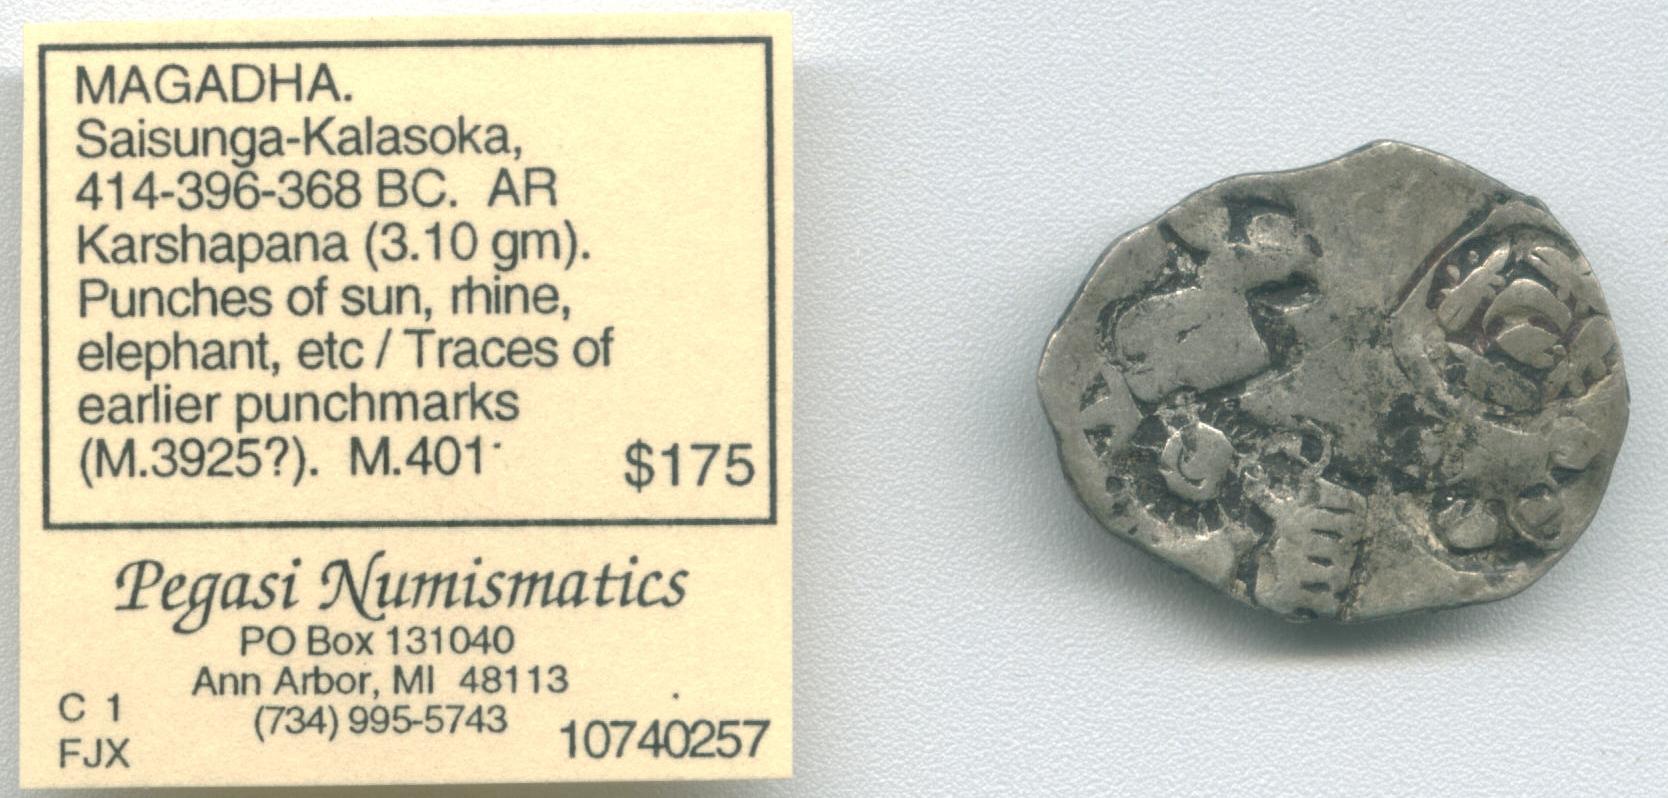 MAGADHA.
Saisunga-Kalasoka,
414-396-368 BC. AR
Karshapana (3.10 gm).
Punches of sun, rhine,
elephant, etc / Traces of
earlier punchmarks
(M.3925?). M.401
$175
Pegasi Numismatics
PO Box 131040
Ann Arbor, MI 48113
(734) 995-5743
C 1
FJX
10740257